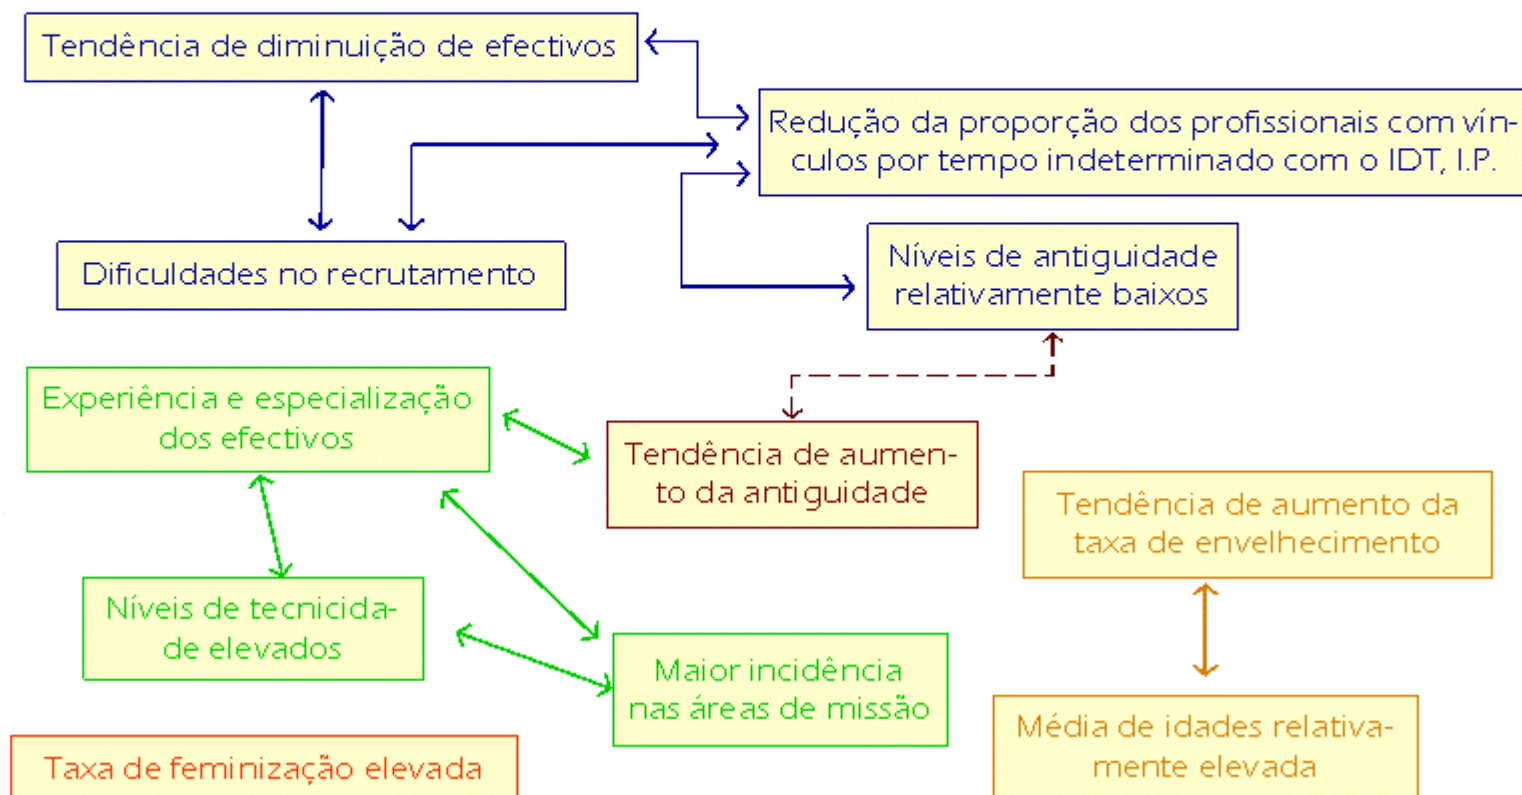 Tendência de diminuição de efectivos
Redução da proporção dos profissionais com vín-
culos por tempo indeterminado com o IDT, I.P.
Dificuldades no recrutamento
Níveis de antiguidade
relativamente baixos
Experiência e especialização
dos efectivos
Tendência de aumen-
to da antiguidade
Tendência de aumento da
taxa de envelhecimento
Níveis de tecnicida-
de elevados
Maior incidência
nas áreas de missão
Média de idades relativa-
mente elevada
Taxa de feminização elevada